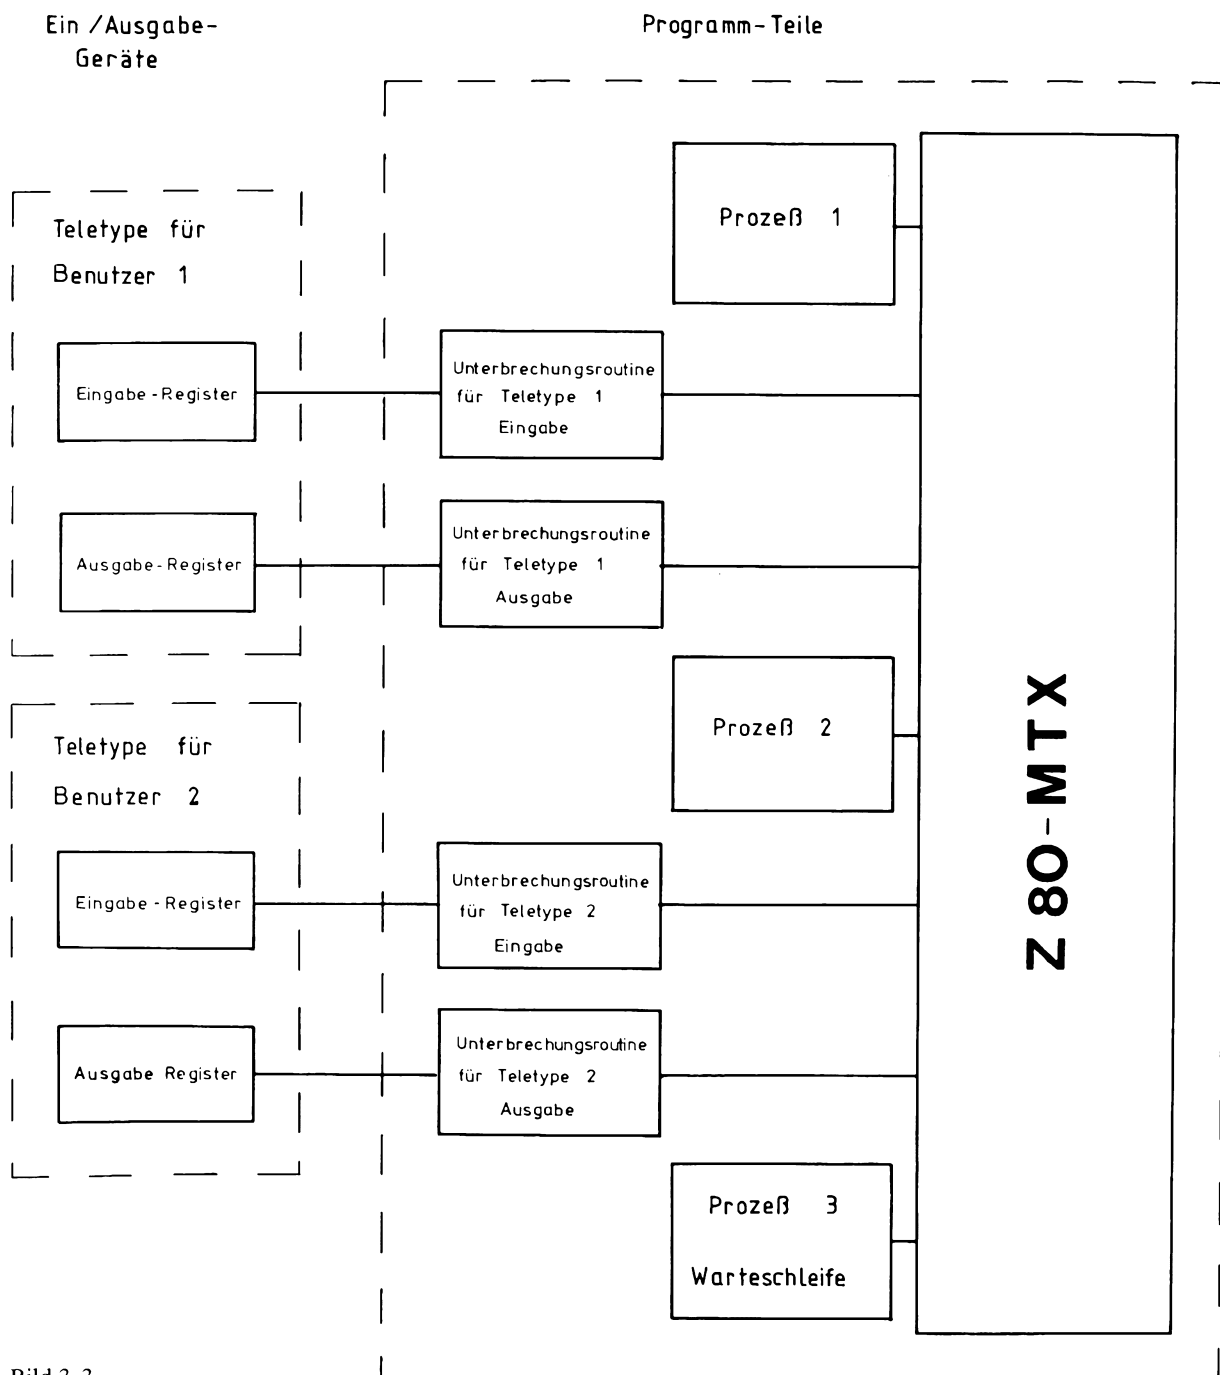 Ein/Ausgabe-
Geräte
Programm-Teile
Teletype für
Benutzer 1
Eingabe-Register
Ausgabe-Register
Unterbrechungsroutine
für Teletype 1
Eingabe
Unterbrechungsroutine
für Teletype 1
Ausgabe
Prozeß 1
Prozeß 2
Teletype für
Benutzer 2
Eingabe-Register
Ausgabe Register
Unterbrechungsroutine
für Teletype 2
Eingabe
Unterbrechungsroutine
für Teletype 2
Ausgabe
Prozeß 3
Warteschleife
Z80-MTX